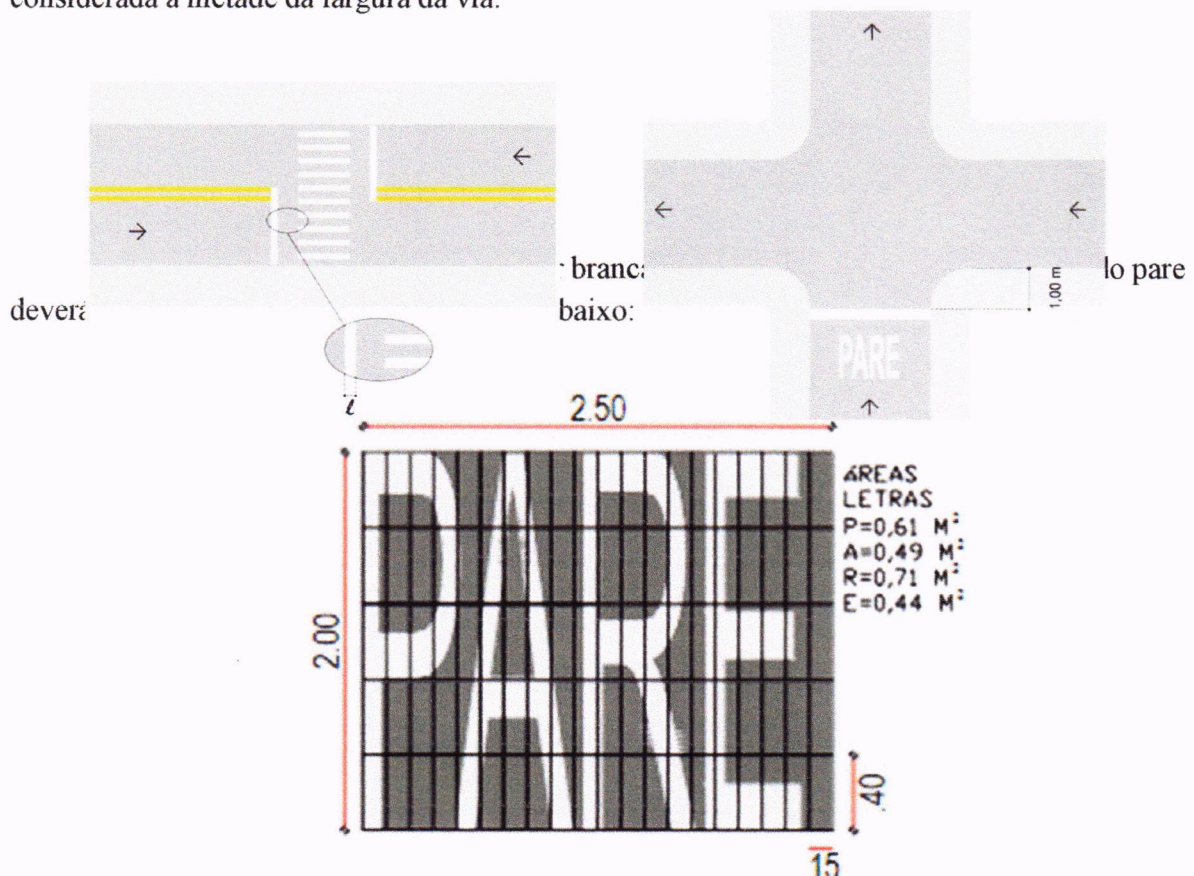 considerada a metade da largura da via.
branca
lo pare
baixo:
1,00 m
PARE
ℓ
2.50
ÁREAS
LETRAS
P=0,61 M²
A=0,49 M²
R=0,71 M²
E=0,44 M²
PARE
2.00
.40
15